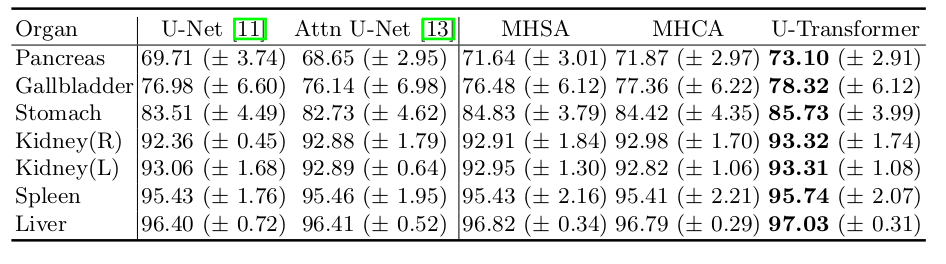 Organ U-Net [11] Attn U-Net [13] MHSA MHCA U-Transformer
Pancreas 69.71 (± 3.74) 68.65 (± 2.95) 71.64 (± 3.01) 71.87 (± 2.97) 73.10 (± 2.91)
Gallbladder 76.98 (± 6.60) 76.14 (± 6.98) 76.48 (± 6.12) 77.36 (± 6.22) 78.32 (± 6.12)
Stomach 83.51 (± 4.49) 82.73 (± 4.62) 84.83 (± 3.79) 84.42 (± 4.35) 85.73 (± 3.99)
Kidney(R) 92.36 (± 0.45) 92.88 (± 1.79) 92.91 (± 1.84) 92.98 (± 1.70) 93.32 (± 1.74)
Kidney(L) 93.06 (± 1.68) 92.89 (± 0.64) 92.95 (± 1.30) 92.82 (± 1.06) 93.31 (± 1.08)
Spleen 95.43 (± 1.76) 95.46 (± 1.95) 95.43 (± 2.16) 95.41 (± 2.21) 95.74 (± 2.07)
Liver 96.40 (± 0.72) 96.41 (± 0.52) 96.82 (± 0.34) 96.79 (± 0.29) 97.03 (± 0.31)